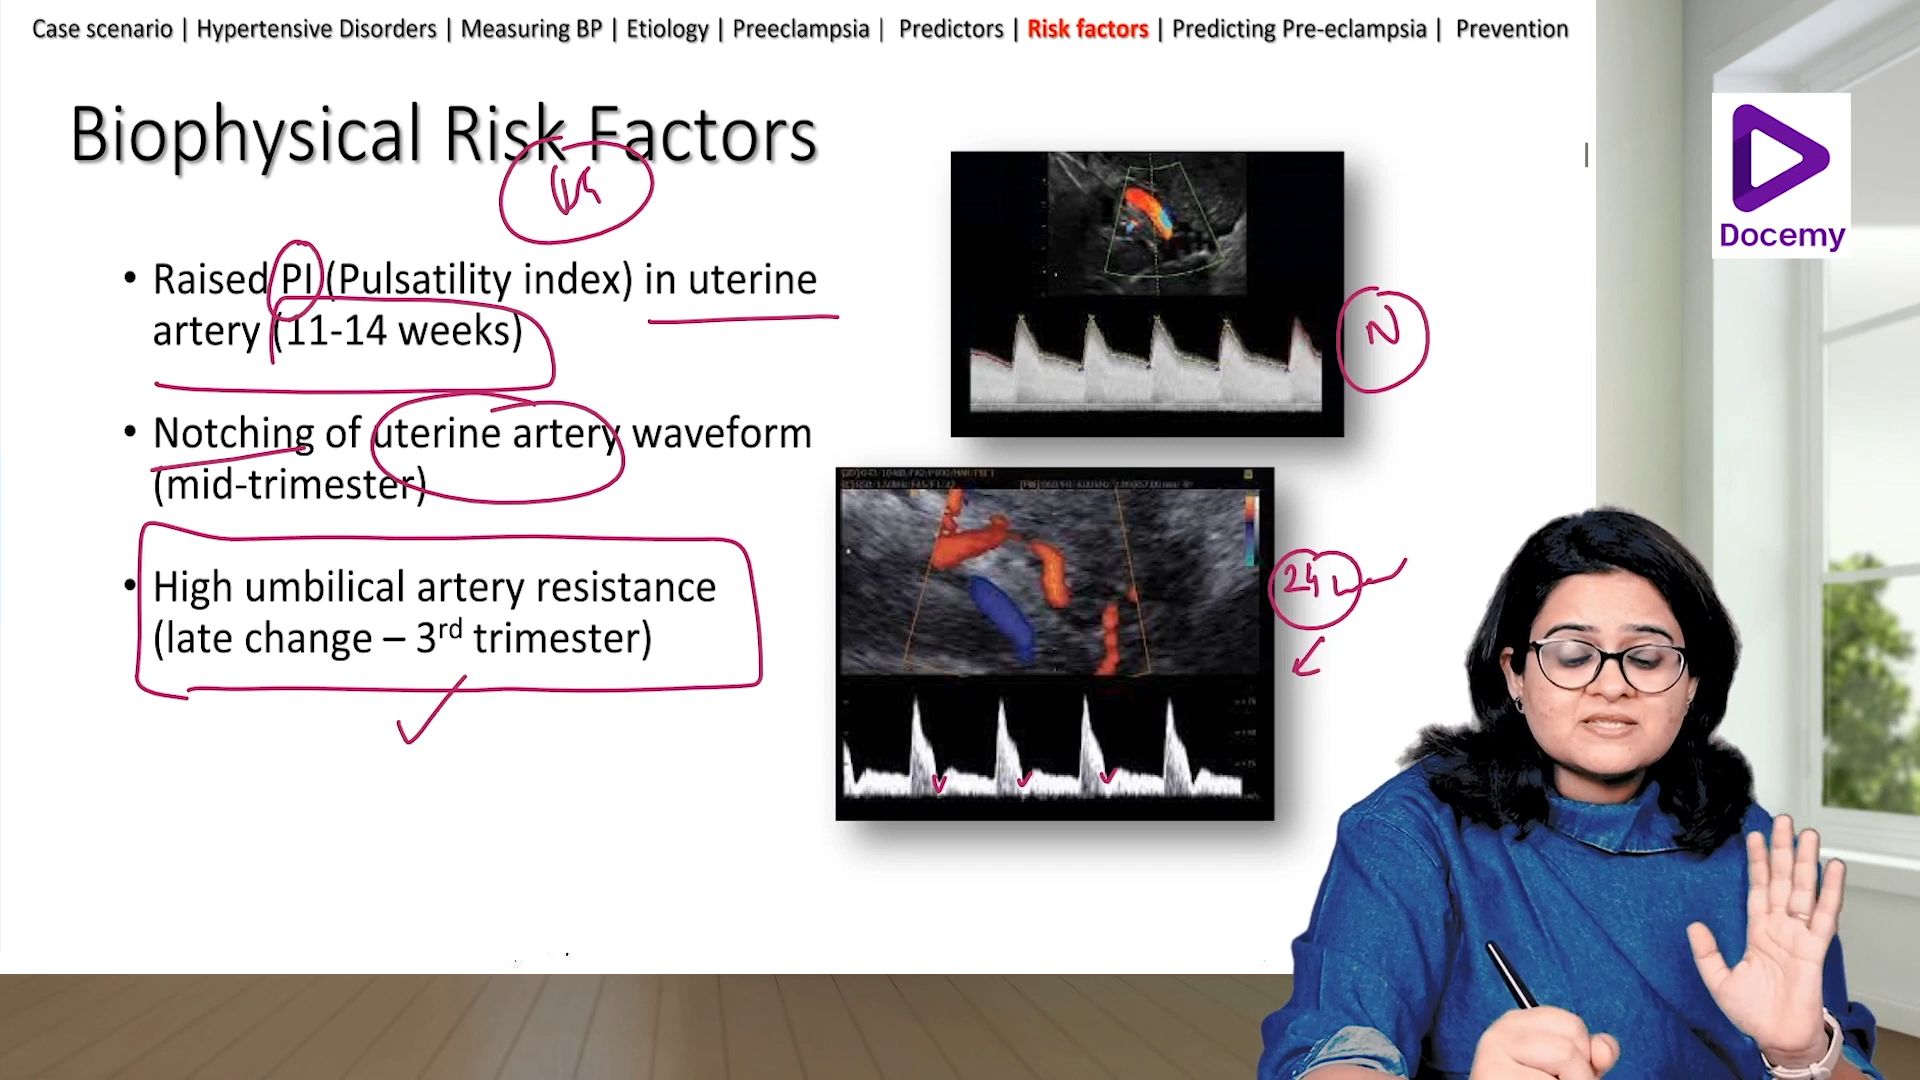 Case scenario | Hypertensive Disorders | Measuring BP | Etiology | Preeclampsia | Predictors | Risk factors | Predicting Pre-eclampsia | Prevention
Biophysical Risk Factors
• Raised PI (Pulsatility index) in uterine
artery (11-14 weeks)
• Notching of uterine artery waveform
(mid-trimester)
• High umbilical artery resistance
(late change – 3rd trimester)
N
24 w
Docemy